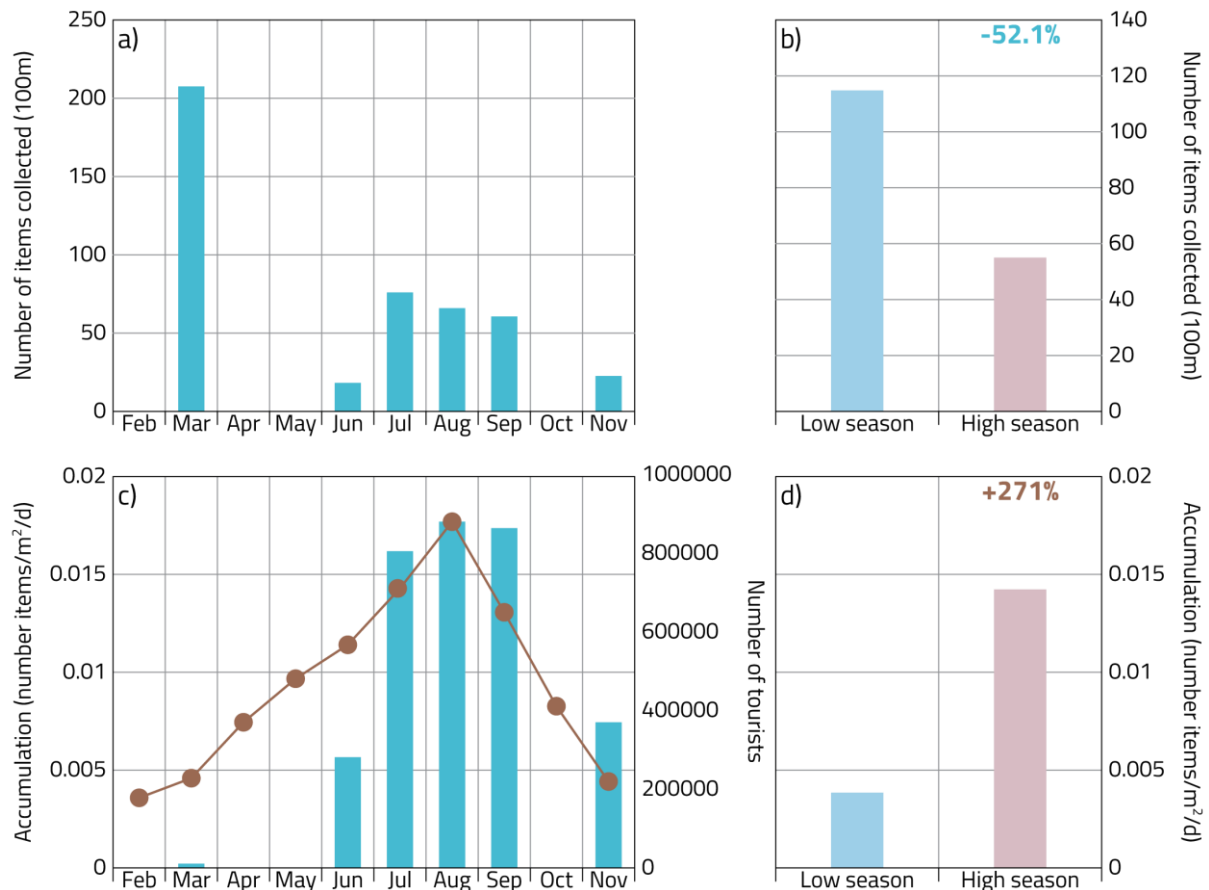 a)
Number of items collected (100m)
250
200
150
100
50
0
Feb Mar Apr May Jun Jul Aug Sep Oct Nov
b)
-52.1%
140
120
100
80
60
40
20
0
Number of items collected (100m)
Low season High season
c)
Accumulation (number items/m²/d)
0.02
0.015
0.01
0.005
0
1000000
800000
600000
400000
200000
0
Number of tourists
Feb Mar Apr May Jun Jul Aug Sep Oct Nov
d)
+271%
0.02
0.015
0.01
0.005
0
Accumulation (number items/m²/d)
Low season High season